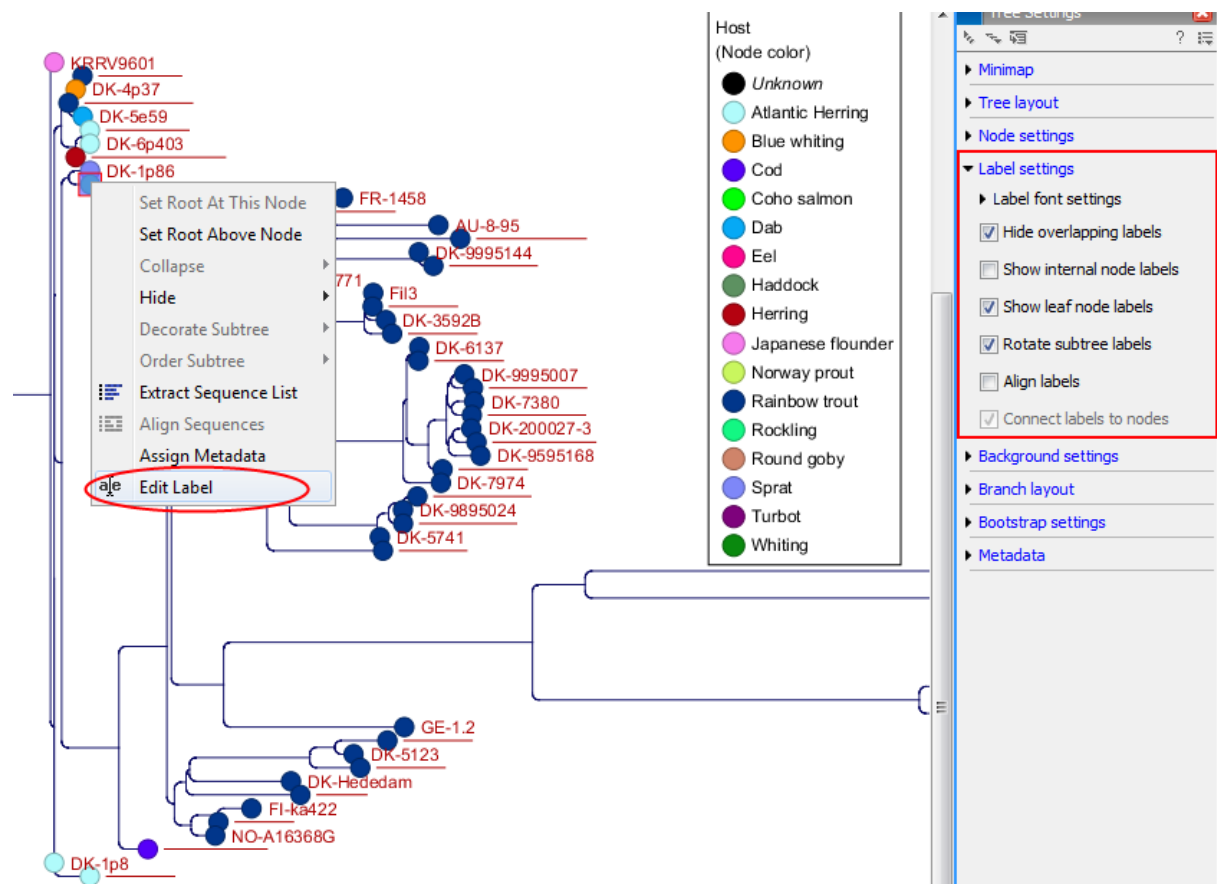 KRRV9601
DK-4p37
DK-5e59
DK-6p403
DK-1p86
Set Root At This Node
Set Root Above Node
Collapse
Hide
Decorate Subtree
Order Subtree
Extract Sequence List
Align Sequences
Assign Metadata
Edit Label
FR-1458
AU-8-95
DK-9995144
771
Fil3
DK-3592B
DK-6137
DK-9995007
DK-7380
DK-200027-3
DK-9595168
DK-7974
DK-9895024
DK-5741
GE-1.2
DK-5123
DK-Hededam
FI-ka422
NO-A16368G
DK-1p8
Host
(Node color)
Unknown
Atlantic Herring
Blue whiting
Cod
Coho salmon
Dab
Eel
Haddock
Herring
Japanese flounder
Norway prout
Rainbow trout
Rockling
Round goby
Sprat
Turbot
Whiting
Tree Settings
?
Minimap
Tree layout
Node settings
Label settings
Label font settings
Hide overlapping labels
Show internal node labels
Show leaf node labels
Rotate subtree labels
Align labels
Connect labels to nodes
Background settings
Branch layout
Bootstrap settings
Metadata